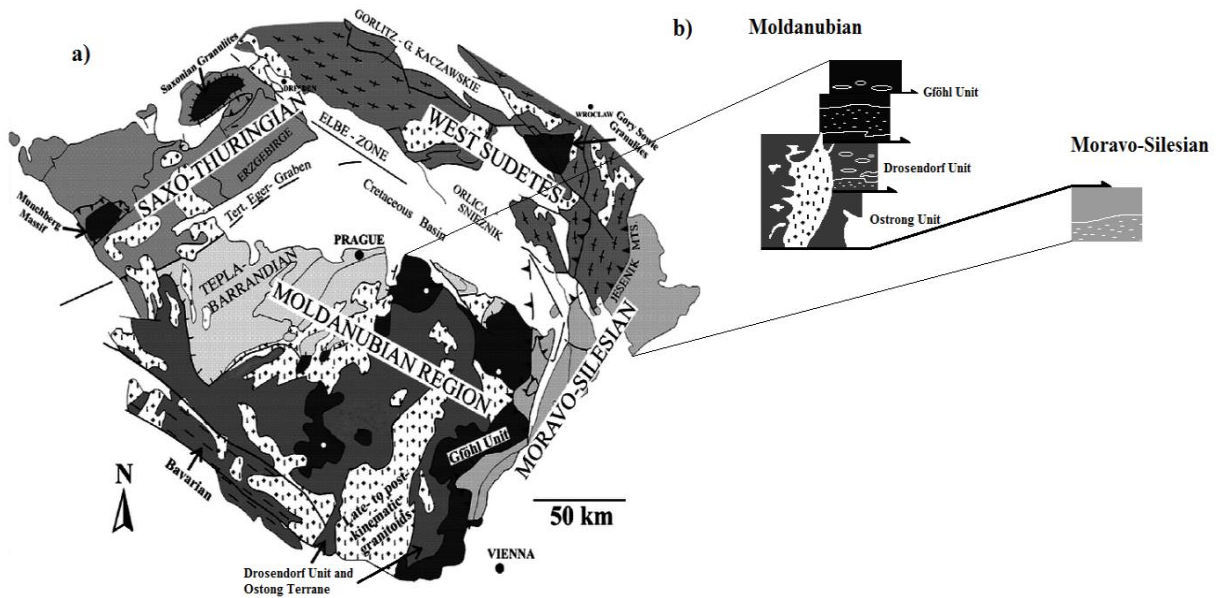 a)
Saxonian Granulites
DRESDEN
GORLITZ - G. KACZAWSKIE
WROCLAW
Gory Sowie
Granulites
SAXO-THURINGIAN
ERZGEBIRGE
ELBE - ZONE
WEST SUDETES
Münchberg
Massif
Tert. Eger- Graben
Cretaceous
Basin
ORLICA
SNIEZNIK
PRAGUE
TEPLA-
BARRANDIAN
MOLDANUBIAN REGION
JESENIK MTS.
MORAVO-SILESIAN
Gföhl Unit
Bavarian
N
Late- to post-
kinematic
granitoids
50 km
VIENNA
Drosendorf Unit and
Ostong Terrane
b)
Moldanubian
Gföhl Unit
Drosendorf Unit
Ostrong Unit
Moravo-Silesian